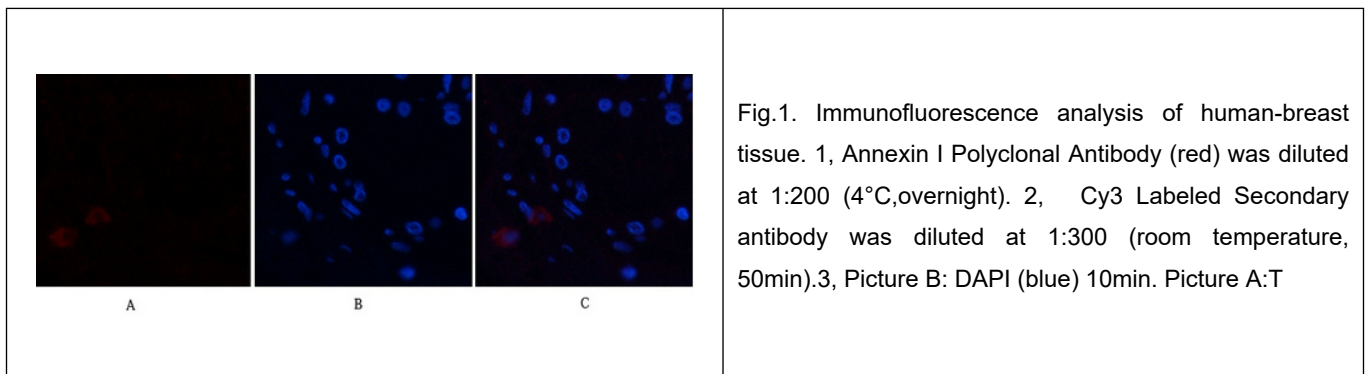 A
B
C
Fig.1. Immunofluorescence analysis of human-breast
tissue. 1, Annexin I Polyclonal Antibody (red) was diluted
at 1:200 (4°C,overnight). 2, Cy3 Labeled Secondary
antibody was diluted at 1:300 (room temperature,
50min).3, Picture B: DAPI (blue) 10min. Picture A:T